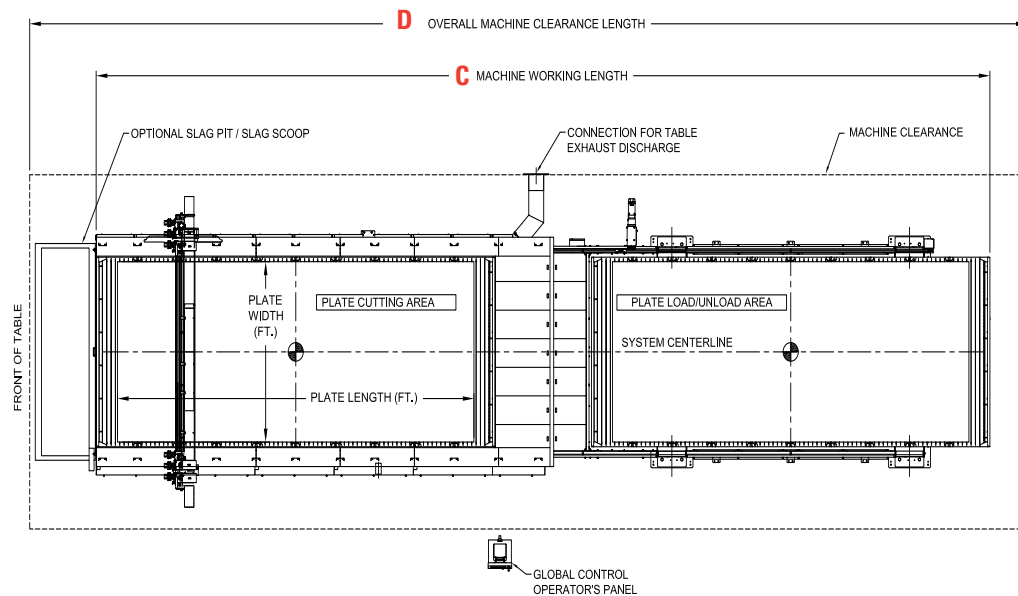 D OVERALL MACHINE CLEARANCE LENGTH
C MACHINE WORKING LENGTH
OPTIONAL SLAG PIT / SLAG SCOOP
CONNECTION FOR TABLE
EXHAUST DISCHARGE
MACHINE CLEARANCE
PLATE
WIDTH
(FT.)
PLATE CUTTING AREA
PLATE LOAD/UNLOAD AREA
SYSTEM CENTERLINE
PLATE LENGTH (FT.)
FRONT OF TABLE
GLOBAL CONTROL
OPERATOR'S PANEL